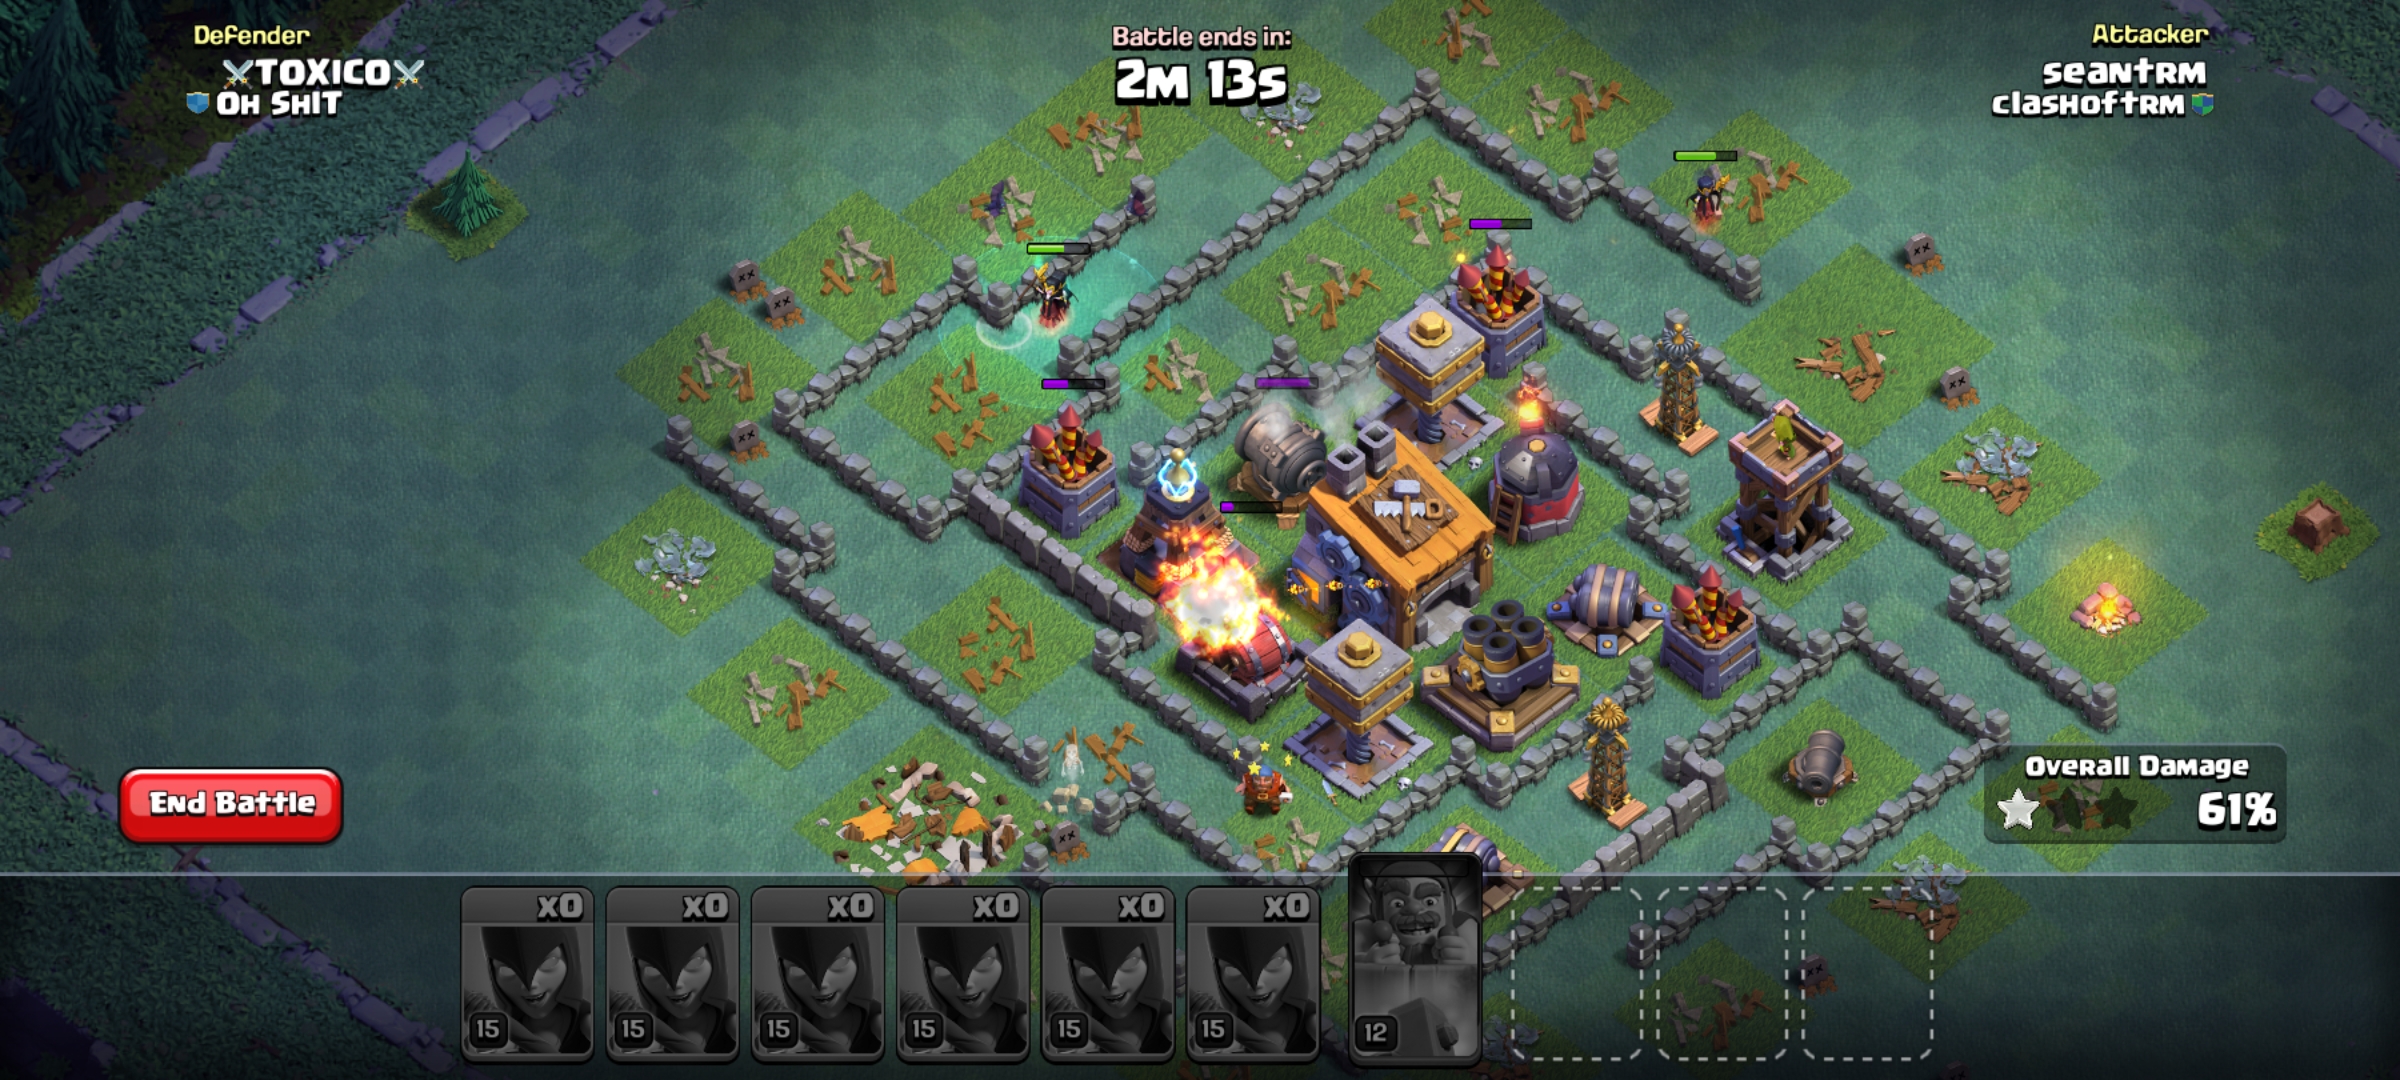 Defender
⚔TOXICO⚔
OH SHIT
Battle ends in:
2M 13S
Attacker
seantRM
clashoftRM
End Battle
Overall Damage
61%
x0
x0
x0
x0
x0
x0
15
15
15
15
15
15
12